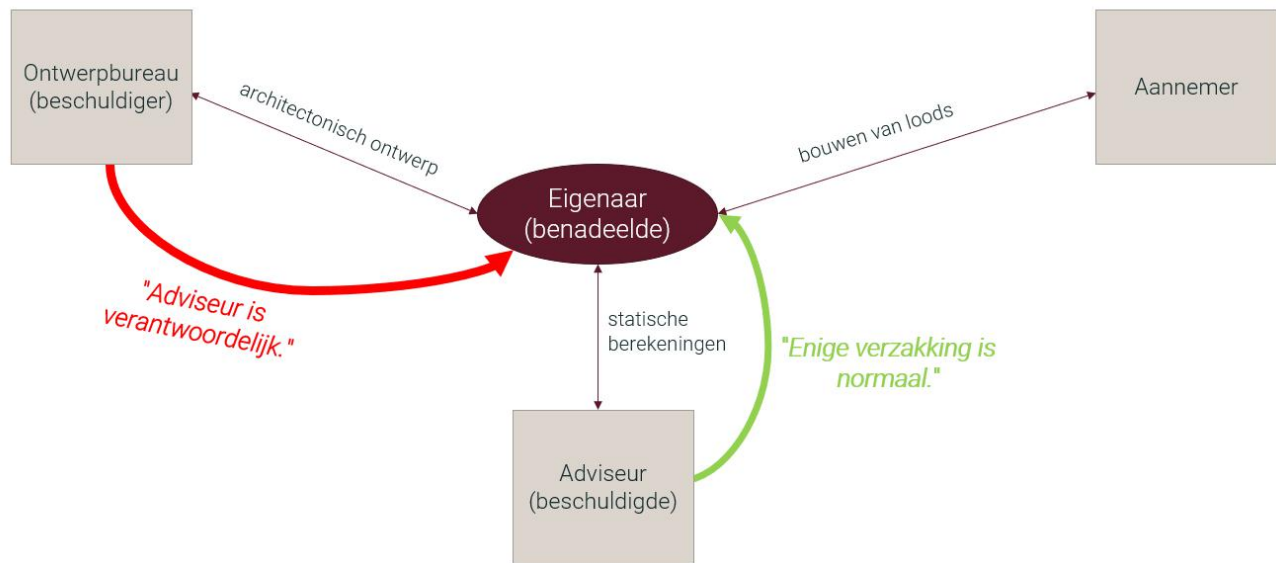 Ontwerpbureau
(beschuldiger)
architectonisch ontwerp
bouwen van loods
Aannemer
Eigenaar
(benadeelde)
"Adviseur is
verantwoordelijk."
statische
berekeningen
"Enige verzakking is
normaal."
Adviseur
(beschuldigde)